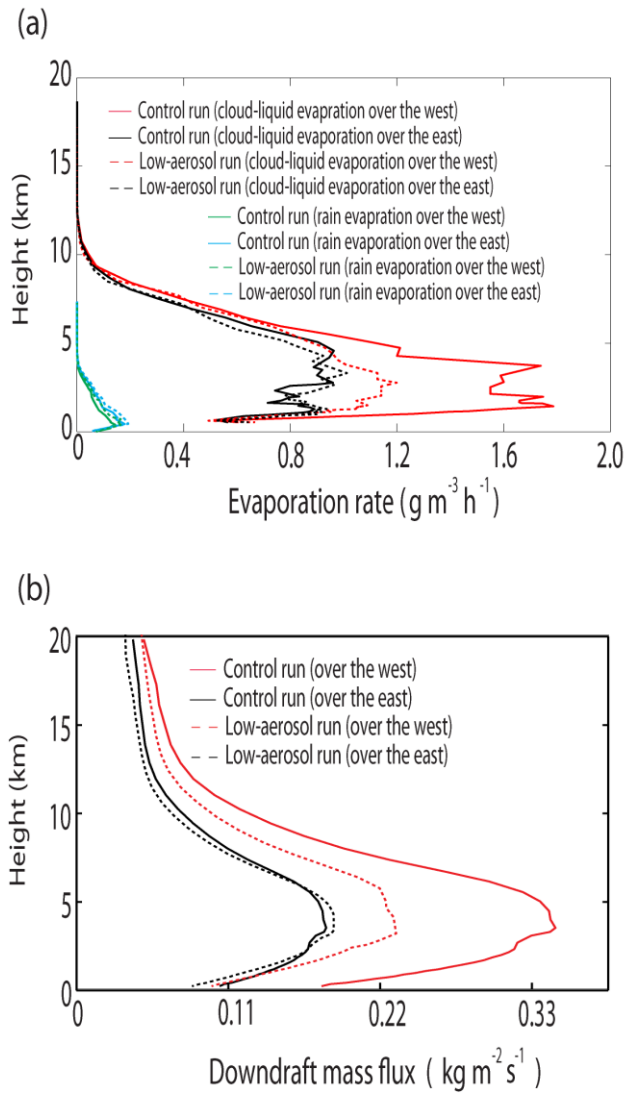 (a)
20
Control run (cloud-liquid evapration over the west)
Control run (cloud-liquid evaporation over the east)
Low-aerosol run (cloud-liquid evaporation over the west)
15
Low-aerosol run (cloud-liquid evaporation over the east)
Control run (rain evapration over the west)
Control run (rain evaporation over the east)
Low-aerosol run (rain evaporation over the west)
Low-aerosol run (rain evaporation over the east)
Height (km)
10
5
0
0.4 0.8 1.2 1.6 2.0
Evaporation rate ( g m⁻³ h⁻¹ )
(b)
20
Control run (over the west)
Control run (over the east)
15
Low-aerosol run (over the west)
Low-aerosol run (over the east)
Height (km)
10
5
0
0 0.11 0.22 0.33
Downdraft mass flux ( kg m⁻² s⁻¹ )